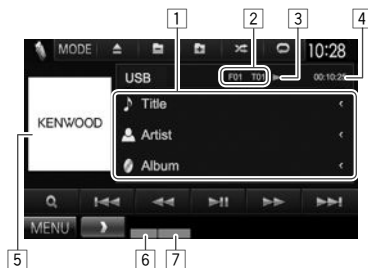 1 2 3 4
MODE 10:28
USB F01 T01 00:10:25
Title
KENWOOD
Artist
Album
MENU
5 6 7